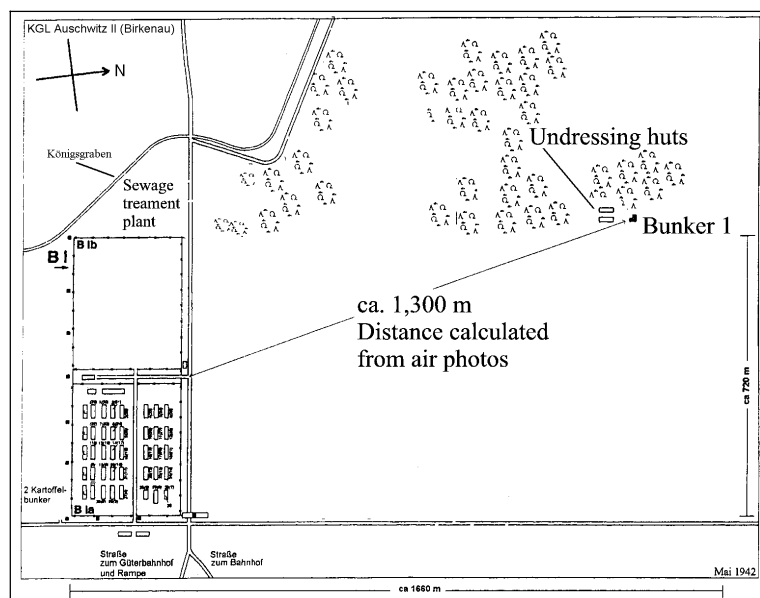 KGL Auschwitz II (Birkenau)
N
Königsgraben
Sewage
treament
plant
Undressing huts
Bunker 1
B I
B Ib
ca. 1,300 m
Distance calculated
from air photos
ca 720 m
2 Kartoffel-
bunker
B Ia
Straße
zum Güterbahnhof
und Rampe
Straße
zum Bahnhof
Mai 1942
ca 1660 m